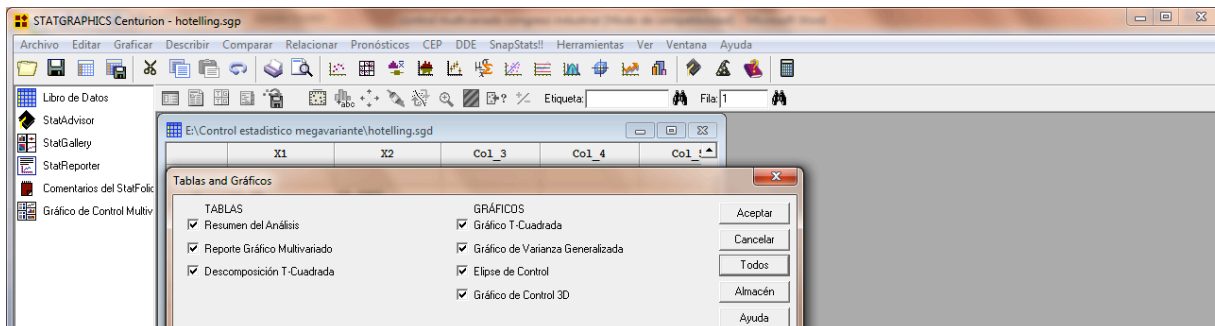 STATGRAPHICS Centurion - hotelling.sgp
Archivo Editar Graficar Describir Comparar Relacionar Pronósticos CEP DDE SnapStats!! Herramientas Ver Ventana Ayuda
Etiqueta: Fila: 1
Libro de Datos
StatAdvisor
StatGallery
StatReporter
Comentarios del StatFolio
Gráfico de Control Multiv
E:\Control estadistico megavariante\hotelling.sgd
X1 X2 Col_3 Col_4
Tablas and Gráficos
TABLAS
Resumen del Análisis
Reporte Gráfico Multivariado
Descomposición T-Cuadrada
GRÁFICOS
Gráfico T-Cuadrada
Gráfico de Varianza Generalizada
Elipse de Control
Gráfico de Control 3D
Aceptar
Cancelar
Todos
Almacén
Ayuda